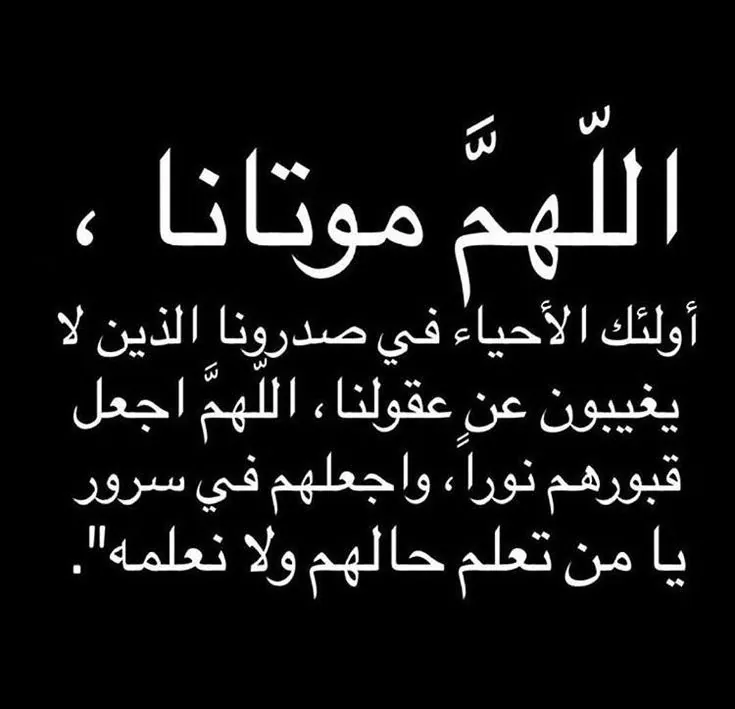 اللّهمَّ موتانا ،
أولئك الأحياء في صدرونا الذين لا
يغيبون عن عقولنا، اللّهمَّ اجعل
قبورهم نوراً، واجعلهم في سرور
يا من تعلم حالهم ولا نعلمه".